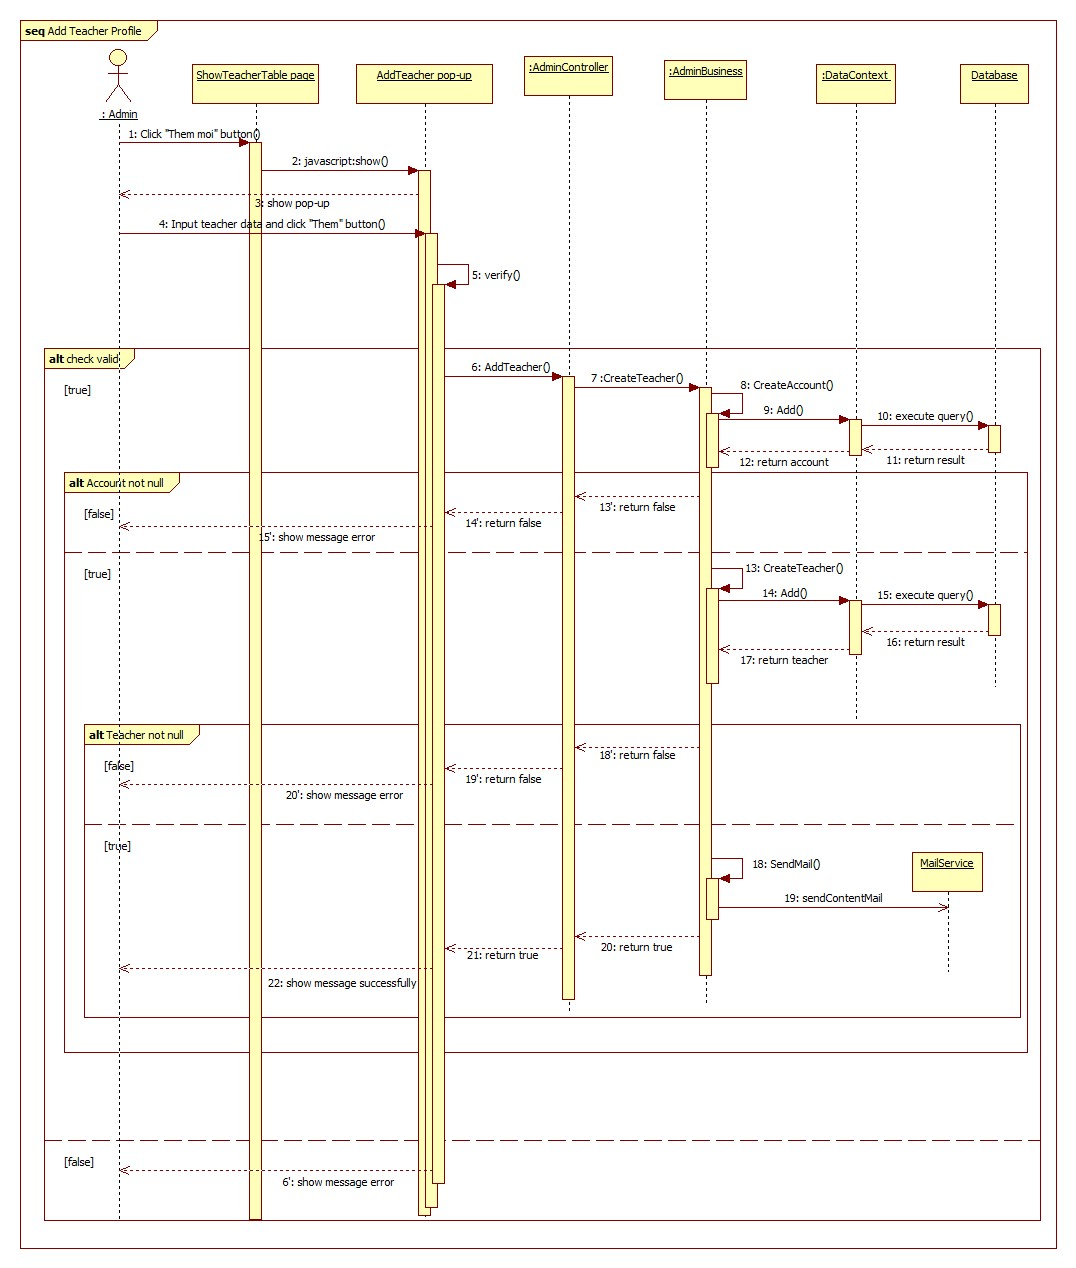 seq Add Teacher Profile
ShowTeacherTable page
AddTeacher pop-up
:AdminController
:AdminBusiness
:DataContext
Database
: Admin
1: Click "Them moi" button()
2: javascript:show()
3: show pop-up
4: Input teacher data and click "Them" button()
5: verify()
alt check valid
[true]
6: AddTeacher()
7 :CreateTeacher()
8: CreateAccount()
9: Add()
10: execute query()
11: return result
12: return account
alt Account not null
[false]
13': return false
14': return false
15': show message error
[true]
13: CreateTeacher()
14: Add()
15: execute query()
16: return result
17: return teacher
alt Teacher not null
[false]
18': return false
19': return false
20': show message error
[true]
18: SendMail()
MailService
19: sendContentMail
20: return true
21: return true
22: show message successfully
[false]
6': show message error